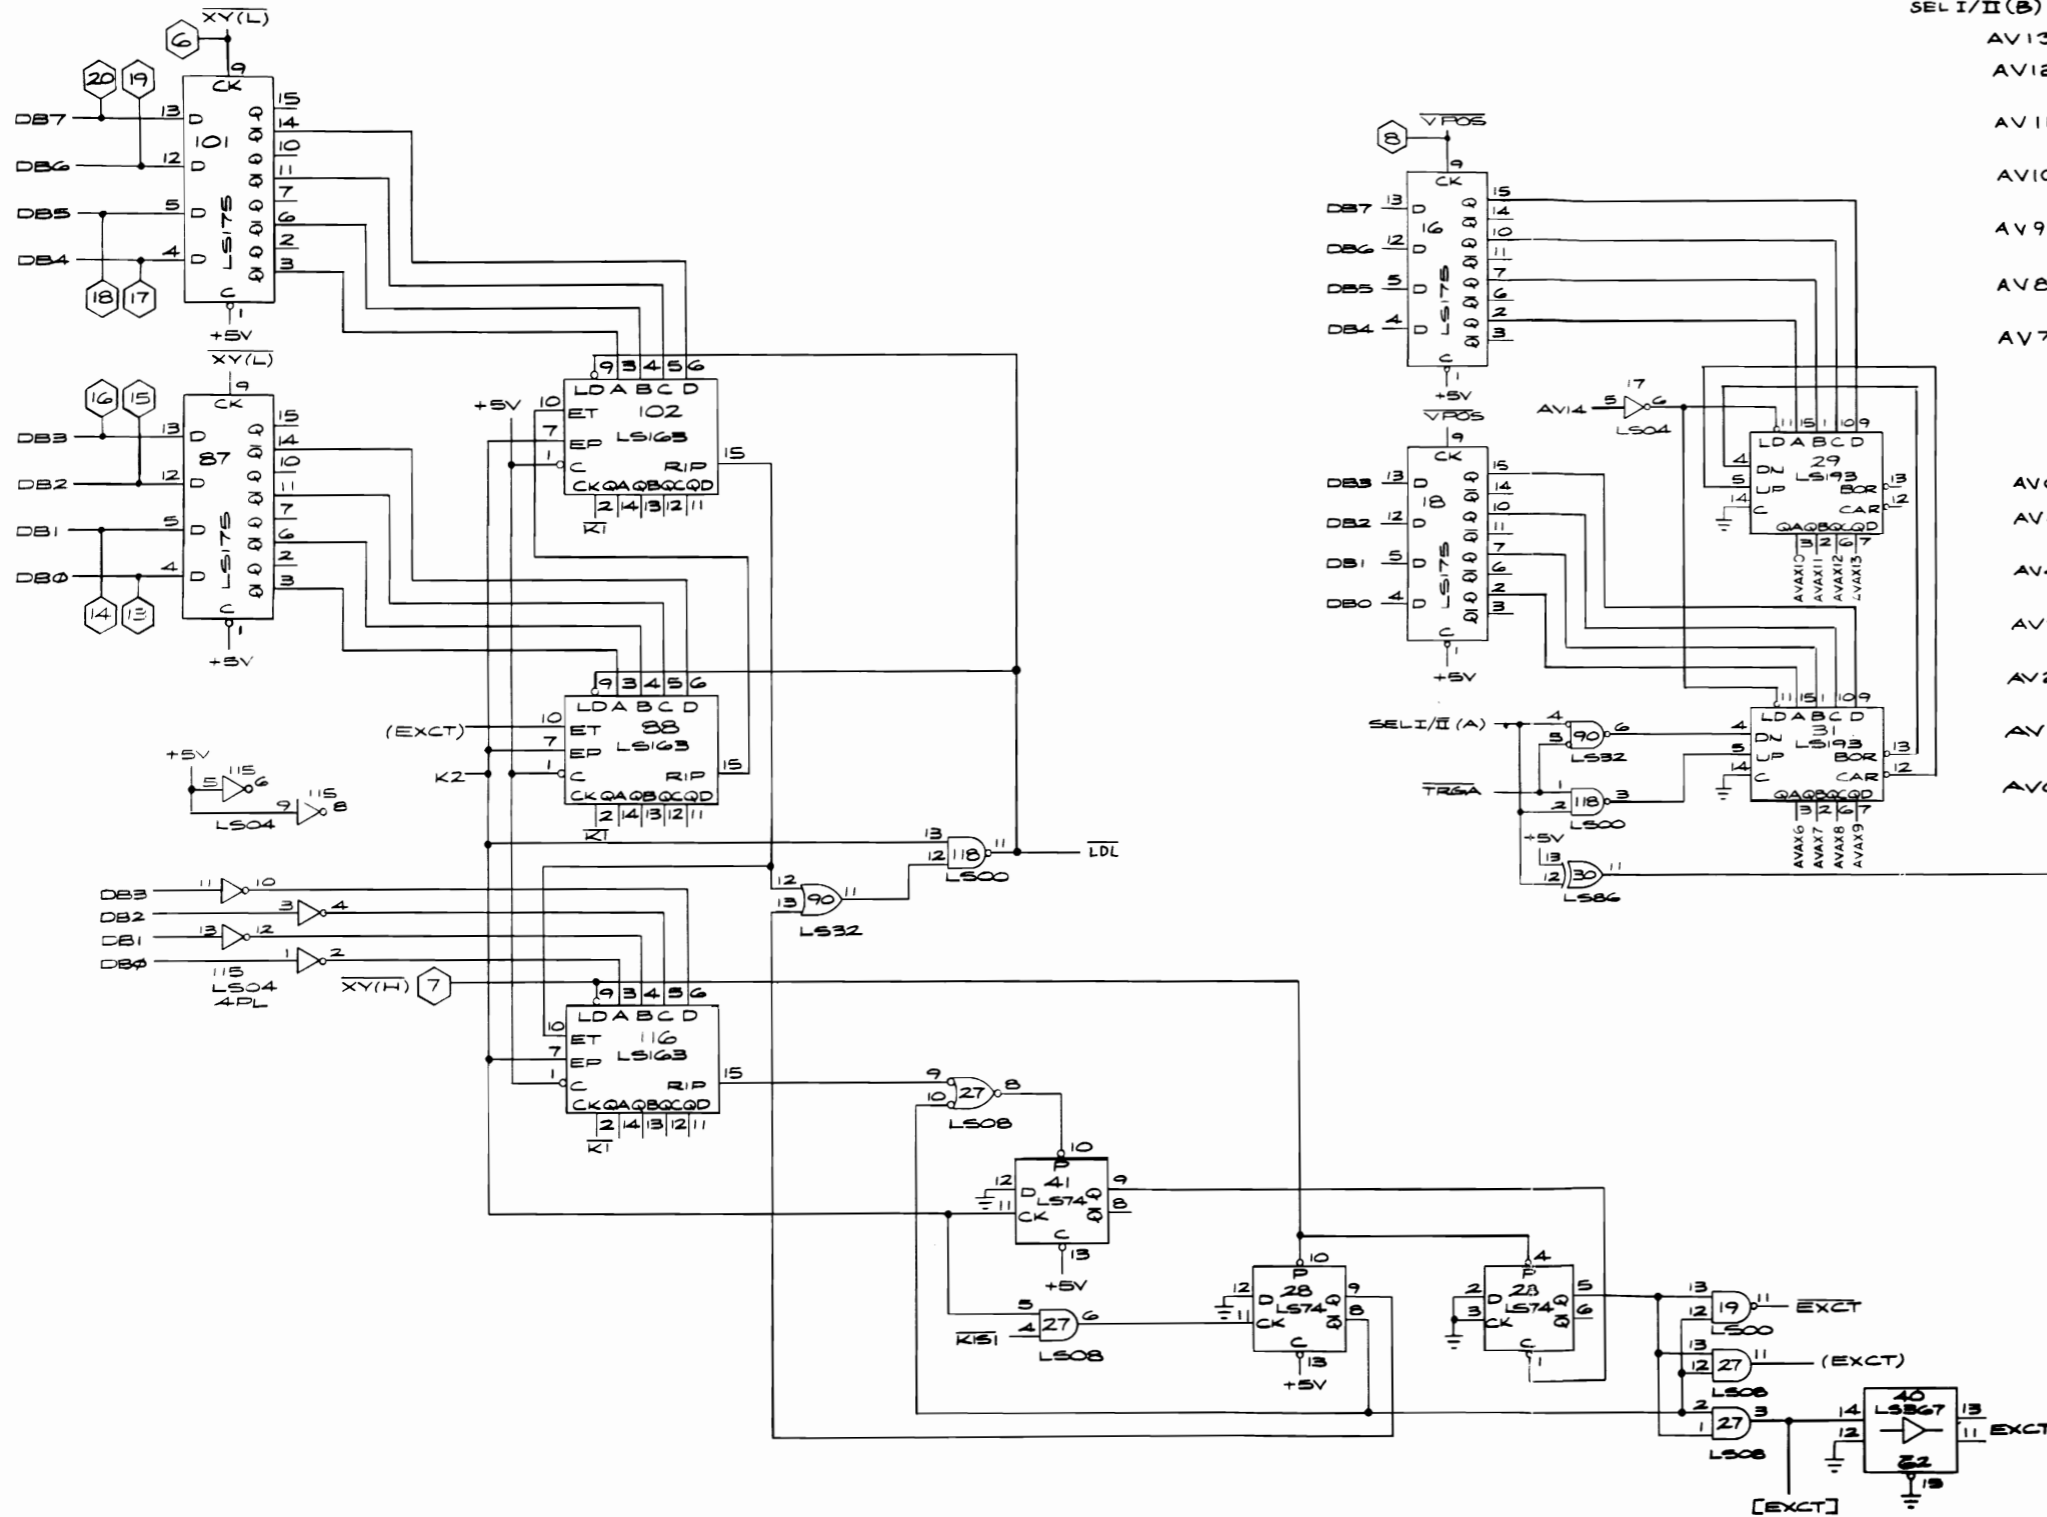 XY(L)
6
9
CK
20
19
DB7
13
D
Q
15
Q
14
101
DB6
12
D
Q
10
Q
11
DB5
5
D
Q
7
Q
6
LS175
DB4
4
D
Q
2
Q
3
18
17
C
1
+5V
XY(L)
9
CK
16
15
DB3
13
D
Q
15
Q
14
87
DB2
12
D
Q
10
Q
11
DB1
5
D
Q
7
Q
6
LS175
DBØ
4
D
Q
2
Q
3
14
13
C
1
+5V
+5V
9 3 4 5 6
LD A B C D
10
ET
102
7
EP
LS163
1
C
RIP
15
CK QA QB QC QD
2 14 13 12 11
K1
9 3 4 5 6
LD A B C D
(EXCT)
10
ET
88
7
EP
LS163
K2
1
C
RIP
15
CK QA QB QC QD
2 14 13 12 11
K1
+5V
5
115
6
9
115
8
LS04
13
12
118
11
LS00
LDL
12
13
90
11
LS32
DB3
11
10
DB2
3
4
DB1
13
12
DBØ
1
2
115
LS04
4PL
XY(H)
7
9 3 4 5 6
LD A B C D
10
ET
116
7
EP
LS163
1
C
RIP
15
CK QA QB QC QD
2 14 13 12 11
K1
9
10
27
8
LS08
10
P
12
D
41
Q
9
LS74
11
CK
Q
8
C
13
+5V
5
4
27
6
K1S1
LS08
10
P
12
D
28
Q
9
LS74
11
CK
Q
8
C
13
+5V
4
P
2
D
28
Q
5
LS74
3
CK
Q
6
C
1
13
12
19
11
EXCT
LS00
13
12
27
11
(EXCT)
LS08
2
1
27
3
LS08
[EXCT]
40
LS367
14
12
13
11
EXCT
G2
15
VPOS
8
9
CK
DB7
13
D
Q
15
Q
14
16
DB6
12
D
Q
10
Q
11
DB5
5
D
Q
7
Q
6
LS175
DB4
4
D
Q
2
Q
3
C
1
+5V
VPOS
9
CK
DB3
13
D
Q
15
Q
14
18
DB2
12
D
Q
10
Q
11
DB1
5
D
Q
7
Q
6
LS175
DB0
4
D
Q
2
Q
3
C
1
+5V
AV14
5
17
6
LS04
11 15 1 10 9
LD A B C D
4
DN
29
5
UP
LS193
BOR
13
14
C
CAR
12
QA QB QC QD
3 2 6 7
AVAX10
AVAX11
AVAX12
AVAX13
11 15 1 10 9
LD A B C D
4
DN
31
5
UP
LS193
BOR
13
14
C
CAR
12
QA QB QC QD
3 2 6 7
AVAX6
AVAX7
AVAX8
AVAX9
SEL I/II (A)
4
5
90
6
LS32
TRGA
1
2
118
3
LS00
+5V
13
12
30
11
LS86
SEL I/II (B)
AV13
AV12
AV11
AV10
AV9
AV8
AV7
AV2